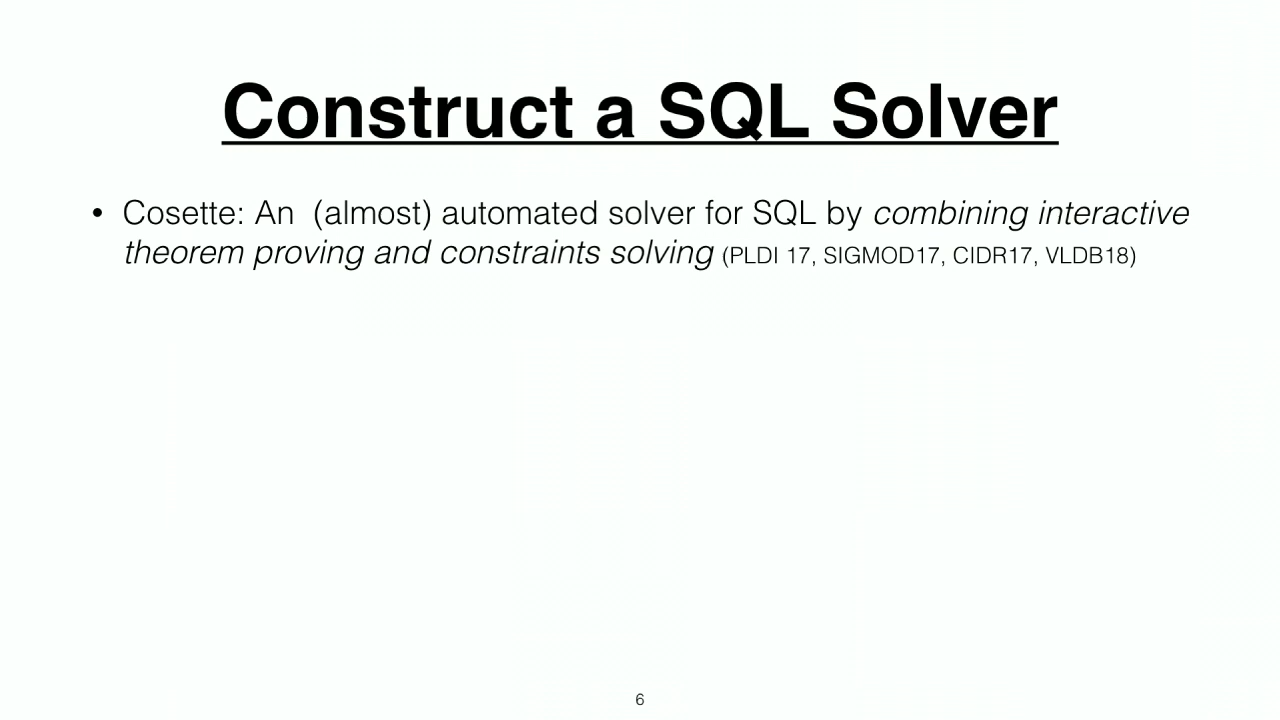 Construct a SQL Solver
• Cosette: An  (almost) automated solver for SQL by combining interactive
theorem proving and constraints solving (PLDI 17, SIGMOD17, CIDR17, VLDB18)
6